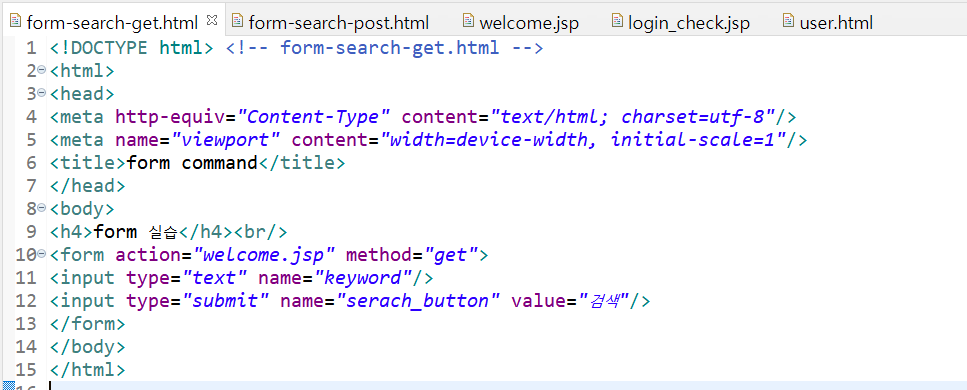 form-search-get.html form-search-post.html welcome.jsp login_check.jsp user.html
1 <!DOCTYPE html> <!-- form-search-get.html -->
2 <html>
3 <head>
4 <meta http-equiv="Content-Type" content="text/html; charset=utf-8"/>
5 <meta name="viewport" content="width=device-width, initial-scale=1"/>
6 <title>form command</title>
7 </head>
8 <body>
9 <h4>form 실습</h4><br/>
10 <form action="welcome.jsp" method="get">
11 <input type="text" name="keyword"/>
12 <input type="submit" name="serach_button" value="검색"/>
13 </form>
14 </body>
15 </html>
16